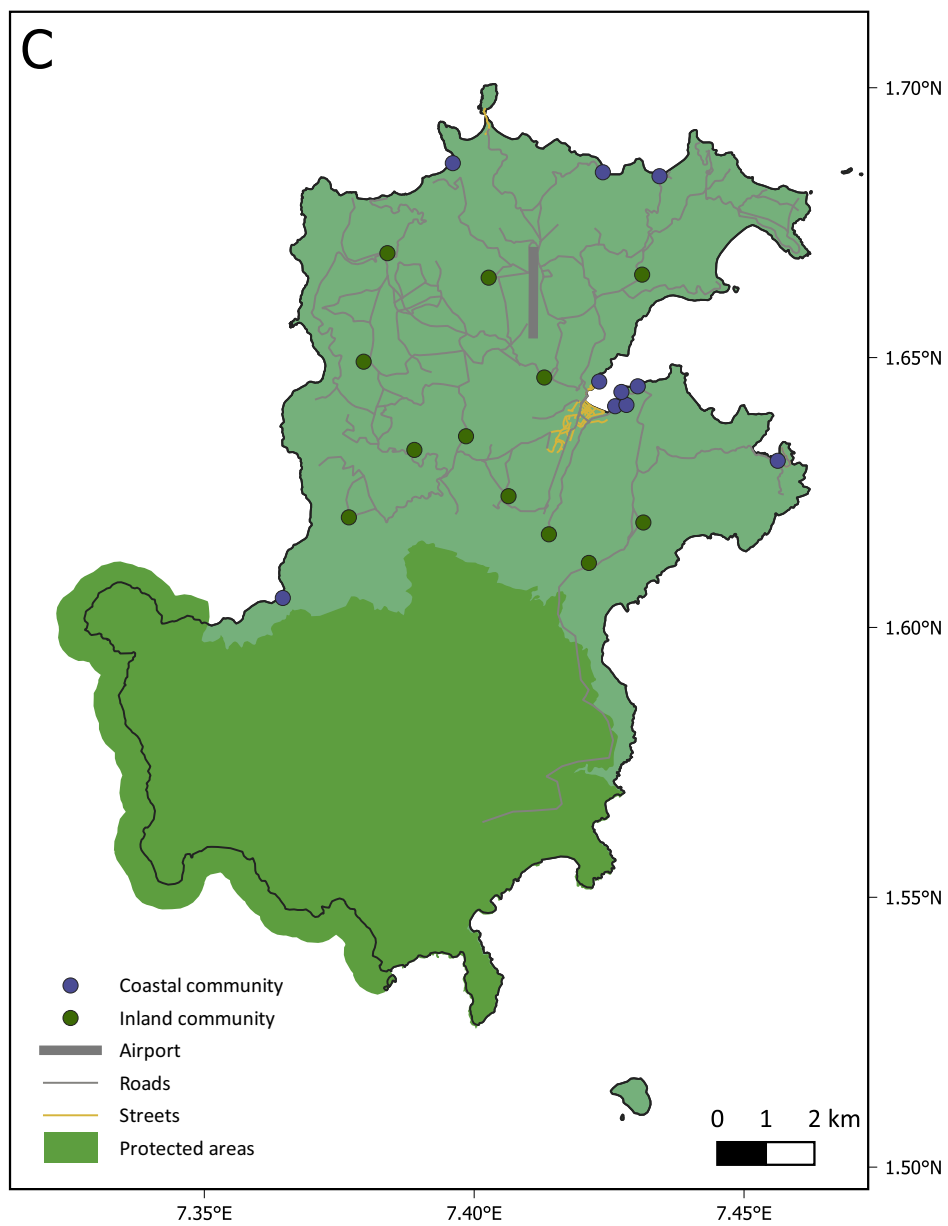 C
1.70°N
1.65°N
1.60°N
1.55°N
Coastal community
Inland community
Airport
Roads
Streets
Protected areas
0 1 2 km
1.50°N
7.35°E 7.40°E 7.45°E